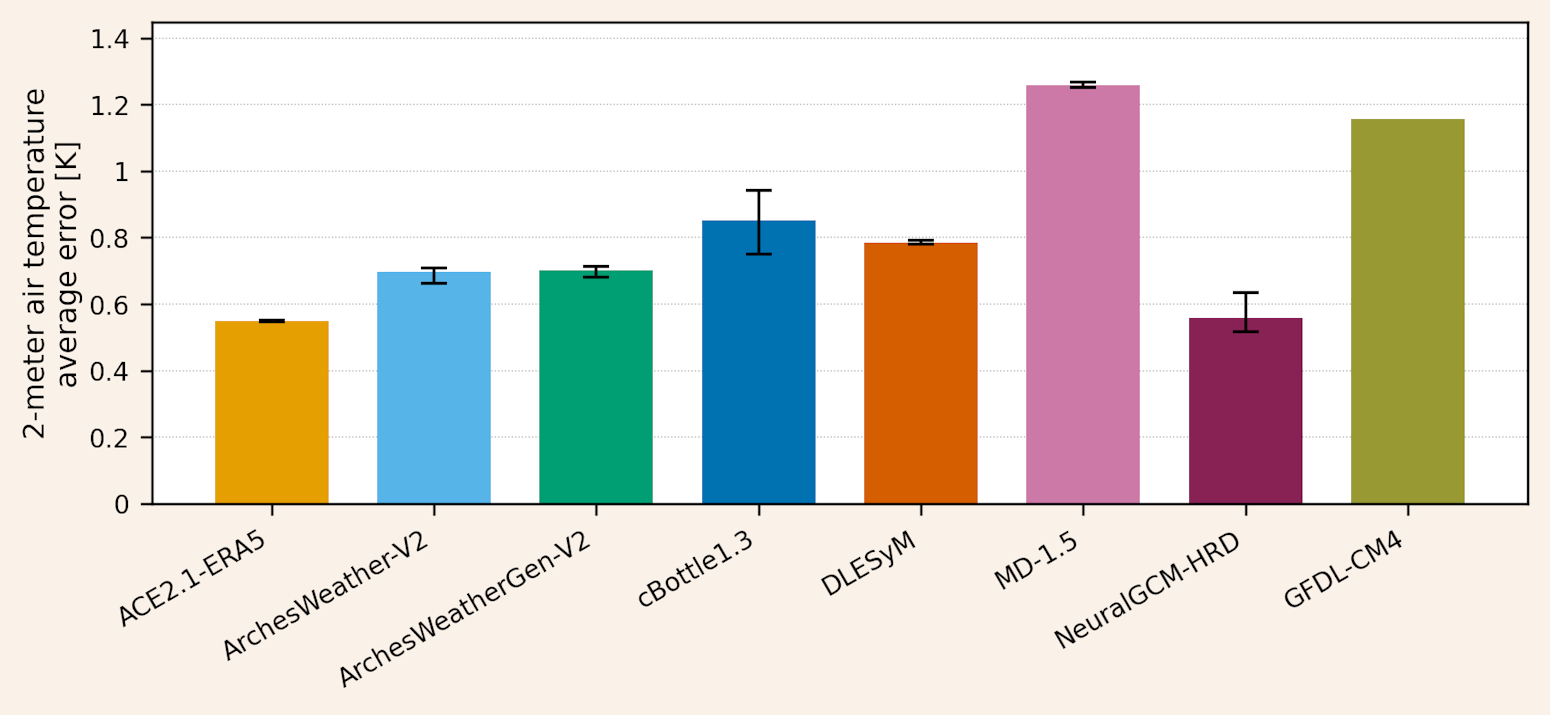 2-meter air temperature
average error [K]
1.4
1.2
1
0.8
0.6
0.4
0.2
0
ACE2.1-ERA5
ArchesWeather-V2
ArchesWeatherGen-V2
cBottle1.3
DLESyM
MD-1.5
NeuralGCM-HRD
GFDL-CM4